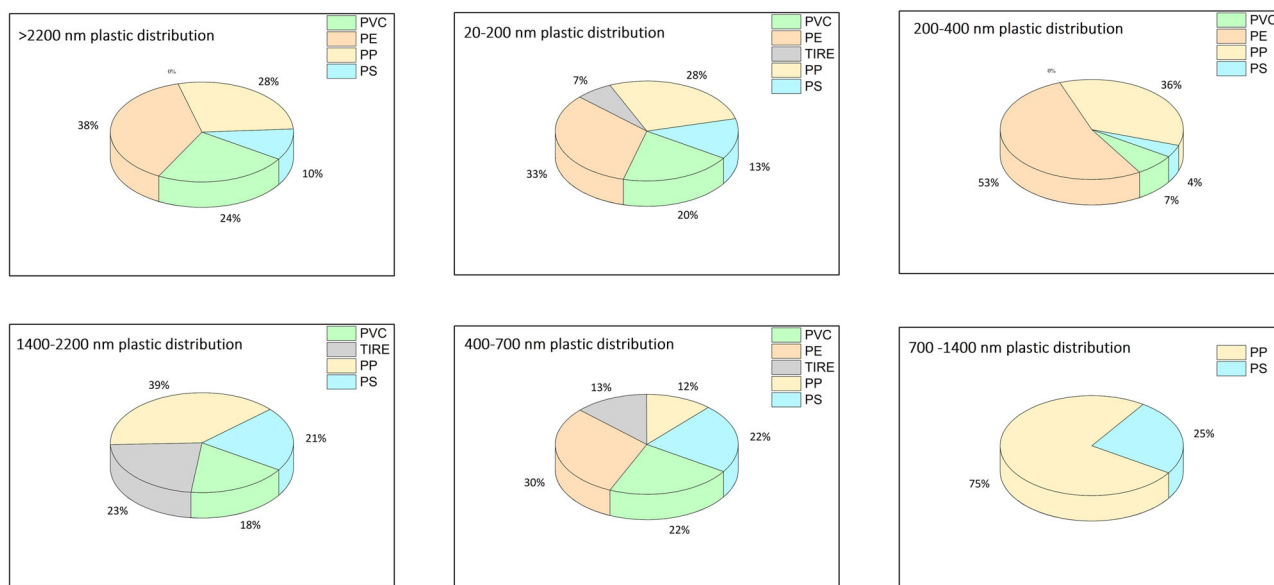 >2200 nm plastic distribution
PVC
PE
PP
PS
0%
28%
38%
10%
24%
20-200 nm plastic distribution
PVC
PE
TIRE
PP
PS
7%
28%
33%
13%
20%
200-400 nm plastic distribution
PVC
PE
PP
PS
0%
36%
53%
4%
7%
1400-2200 nm plastic distribution
PVC
TIRE
PP
PS
39%
21%
23%
18%
400-700 nm plastic distribution
PVC
PE
TIRE
PP
PS
13%
12%
22%
30%
22%
700 -1400 nm plastic distribution
PP
PS
25%
75%